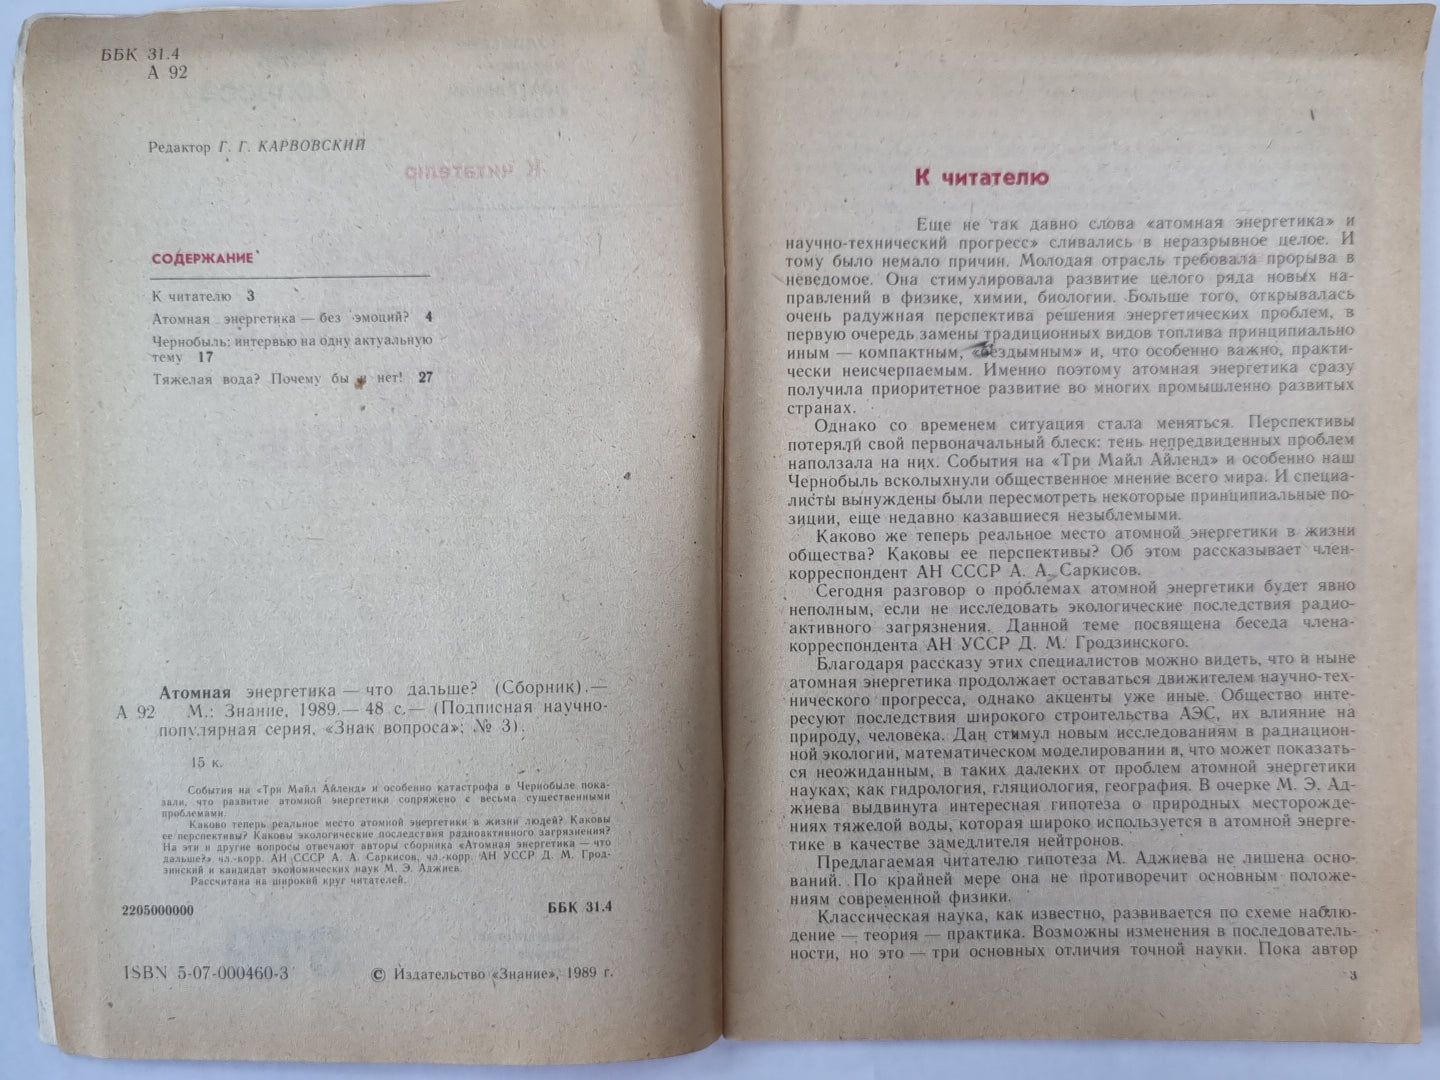 ББК 31.4
А 92
Редактор Г. Г. КАРВОВСКИЙ
СОДЕРЖАНИЕ
К читателю 3
Атомная энергетика — без эмоций? 4
Чернобыль: интервью на одну актуальную
тему 17
Тяжелая вода? Почему бы и нет! 27
Атомная энергетика — что дальше? (Сборник). —
А 92 М.: Знание, 1989. — 48 с. — (Подписная научно-
популярная серия, «Знак вопроса»; № 3).
15 к.
События на «Три Майл Айленд» и особенно катастрофа в Чернобыле пока-
зали, что развитие атомной энергетики сопряжено с весьма существенными
проблемами.
Каково теперь реальное место атомной энергетики в жизни людей? Каковы
ее перспективы? Каковы экологические последствия радиоактивного загрязнения?
На эти и другие вопросы отвечают авторы сборника «Атомная энергетика — что
дальше?» чл.-корр. АН СССР А. А. Саркисов, чл.-корр. АН УССР Д. М. Грод-
зинский и кандидат экономических наук М. Э. Аджиев.
Рассчитана на широкий круг читателей.
2205000000 ББК 31.4
ISBN 5-07-000460-3 © Издательство «Знание», 1989 г.
К читателю
Еще не так давно слова «атомная энергетика» и
научно-технический прогресс» сливались в неразрывное целое. И
тому было немало причин. Молодая отрасль требовала прорыва в
неведомое. Она стимулировала развитие целого ряда новых на-
правлений в физике, химии, биологии. Больше того, открывалась
очень радужная перспектива решения энергетических проблем, в
первую очередь замены традиционных видов топлива принципиально
иным — компактным, «бездымным» и, что особенно важно, практи-
чески неисчерпаемым. Именно поэтому атомная энергетика сразу
получила приоритетное развитие во многих промышленно развитых
странах.
Однако со временем ситуация стала меняться. Перспективы
потеряли свой первоначальный блеск: тень непредвиденных проблем
наползала на них. События на «Три Майл Айленд» и особенно наш
Чернобыль всколыхнули общественное мнение всего мира. И специа-
листы вынуждены были пересмотреть некоторые принципиальные по-
зиции, еще недавно казавшиеся незыблемыми.
Каково же теперь реальное место атомной энергетики в жизни
общества? Каковы ее перспективы? Об этом рассказывает член-
корреспондент АН СССР А. А. Саркисов.
Сегодня разговор о проблемах атомной энергетики будет явно
неполным, если не исследовать экологические последствия радио-
активного загрязнения. Данной теме посвящена беседа члена-
корреспондента АН УССР Д. М. Гродзинского.
Благодаря рассказу этих специалистов можно видеть, что и ныне
атомная энергетика продолжает оставаться движителем научно-тех-
нического прогресса, однако акценты уже иные. Общество инте-
ресуют последствия широкого строительства АЭС, их влияние на
природу, человека. Дан стимул новым исследованиям в радиацион-
ной экологии, математическом моделировании и, что может показать-
ся неожиданным, в таких далеких от проблем атомной энергетики
науках, как гидрология, гляциология, география. В очерке М. Э. Ад-
жиева выдвинута интересная гипотеза о природных месторожде-
ниях тяжелой воды, которая широко используется в атомной энерге-
тике в качестве замедлителя нейтронов.
Предлагаемая читателю гипотеза М. Аджиева не лишена осно-
ваний. По крайней мере она не противоречит основным положе-
ниям современной физики.
Классическая наука, как известно, развивается по схеме наблю-
дение — теория — практика. Возможны изменения в последователь-
ности, но это — три основных отличия точной науки. Пока автор
3